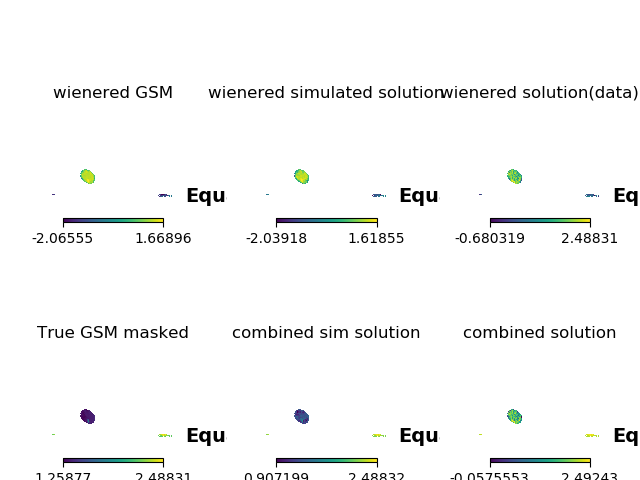 wienered GSM wienered simulated solution wienered solution(data)
Equ Equ Eq
-2.06555 1.66896 -2.03918 1.61855 -0.680319 2.48831
True GSM masked combined sim solution combined solution
Equ Equ Eq
1.25877 2.48831 0.907199 2.48832 -0.0575553 2.49243